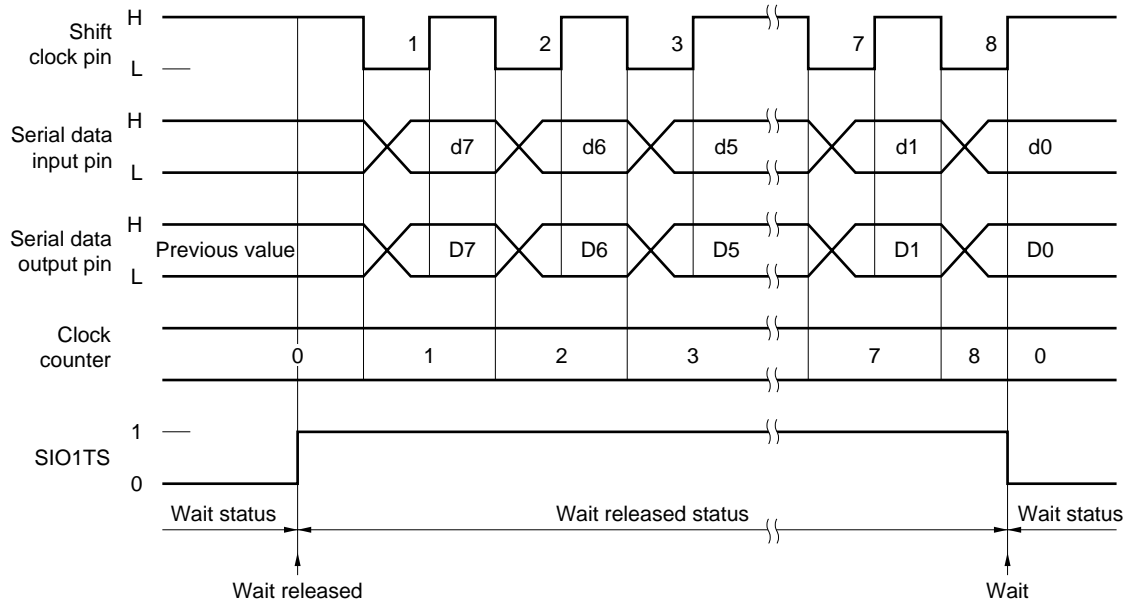 H
Shift
clock pin
L
1 2 3 7 8
H
Serial data
input pin
L
d7 d6 d5 d1 d0
H
Serial data
output pin
L
Previous value D7 D6 D5 D1 D0
Clock
counter
0 1 2 3 7 8 0
1
SIO1TS
0
Wait status Wait released status Wait status
Wait released Wait